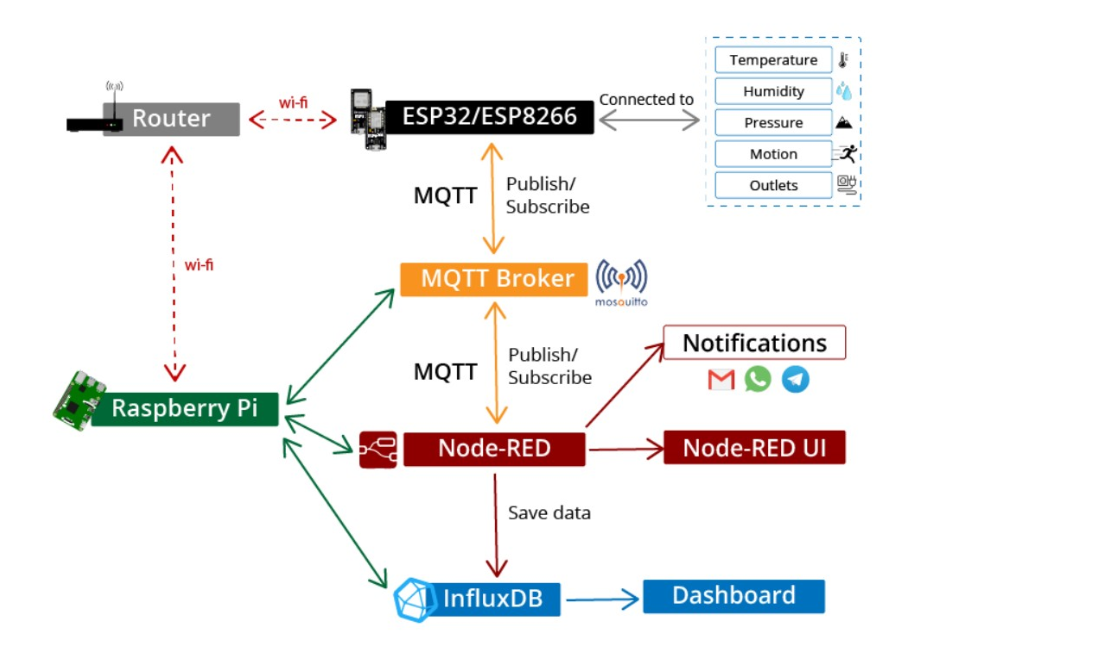 Temperature
Humidity
Router
wi-fi
ESP32/ESP8266
Connected to
Pressure
Motion
Outlets
MQTT
Publish/
Subscribe
wi-fi
MQTT Broker
mosquitto
MQTT
Publish/
Subscribe
Notifications
Raspberry Pi
Node-RED
Node-RED UI
Save data
InfluxDB
Dashboard